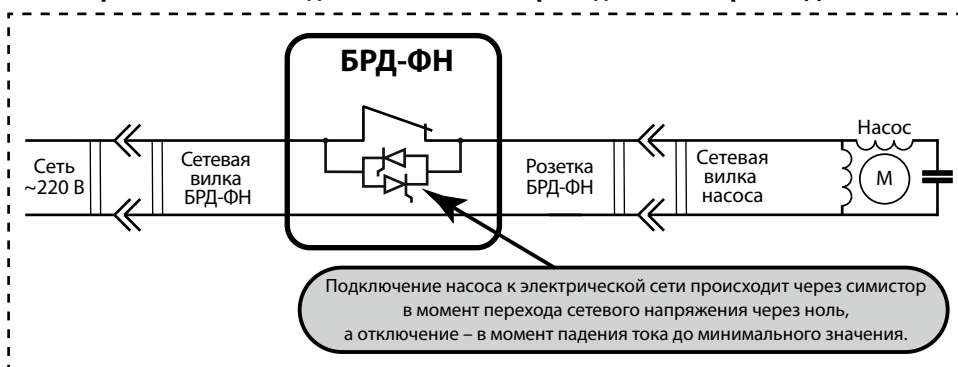 БРД-ФН
Сеть
~220 В
Сетевая
вилка
БРД-ФН
Розетка
БРД-ФН
Сетевая
вилка
насоса
Насос
М
Подключение насоса к электрической сети происходит через симистор
в момент перехода сетевого напряжения через ноль,
а отключение – в момент падения тока до минимального значения.